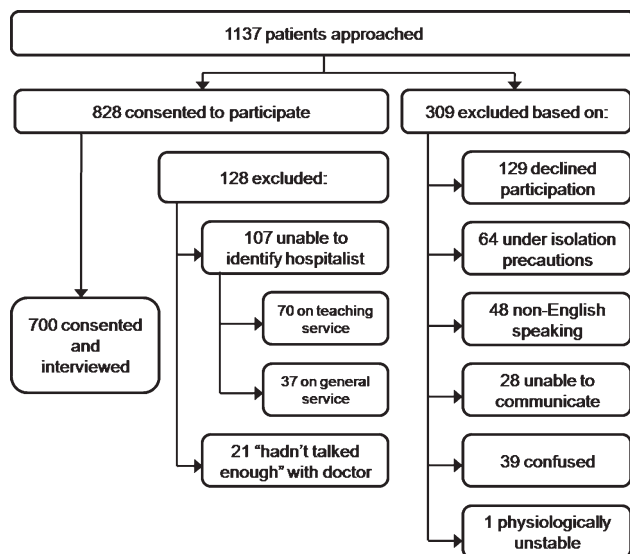 1137 patients approached
828 consented to participate
309 excluded based on:
128 excluded:
107 unable to
identify hospitalist
70 on teaching
service
37 on general
service
21 “hadn’t talked
enough” with doctor
700 consented
and
interviewed
129 declined
participation
64 under isolation
precautions
48 non-English
speaking
28 unable to
communicate
39 confused
1 physiologically
unstable